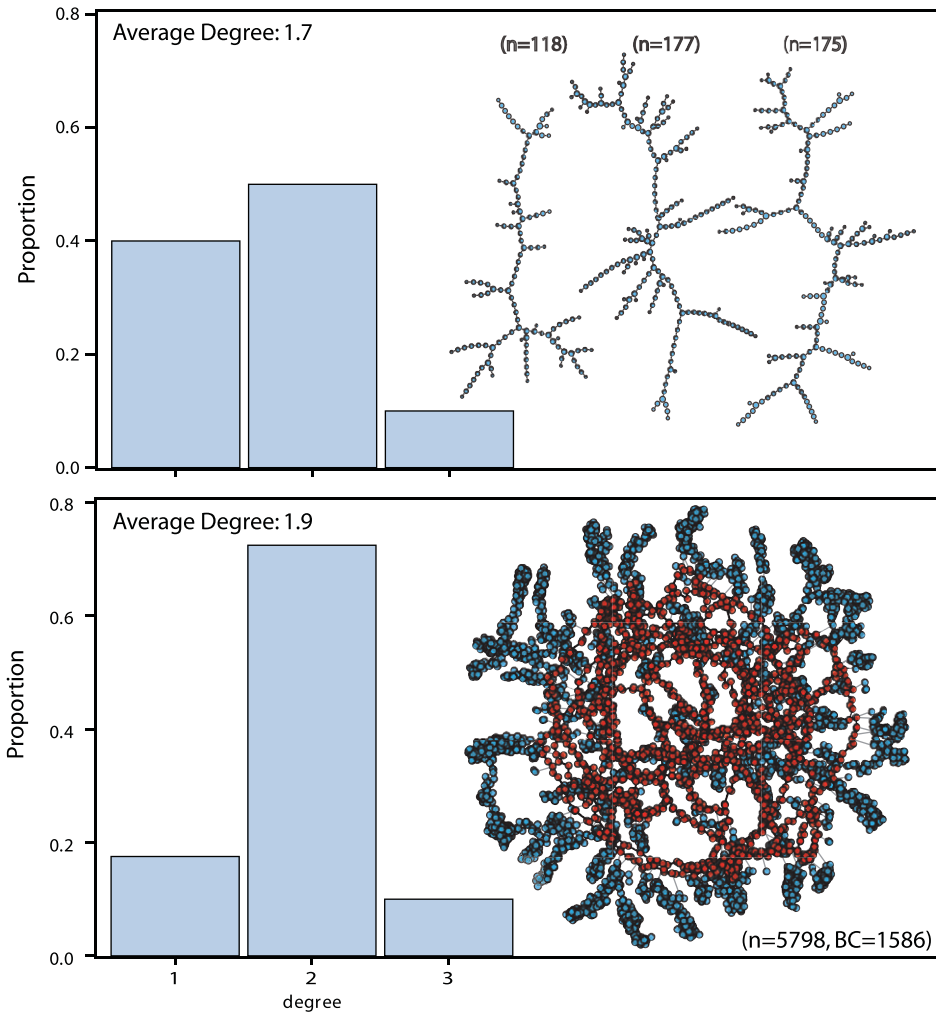 0.8
Average Degree: 1.7
(n=118) (n=177) (n=175)
0.6
Proportion
0.4
0.2
0.0
0.8
Average Degree: 1.9
0.6
Proportion
0.4
0.2
(n=5798, BC=1586)
0.0
1 2 3
degree